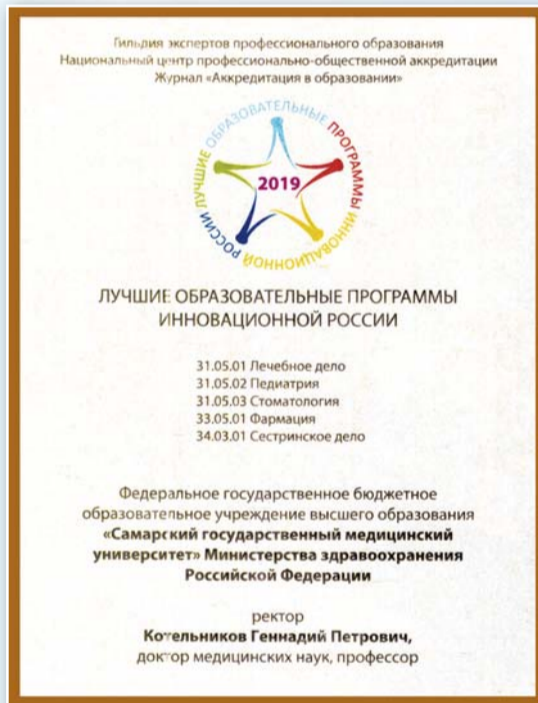 Гильдия экспертов профессионального образования
Национальный центр профессионально-общественной аккредитации
Журнал «Аккредитация в образовании»
ЛУЧШИЕ ОБРАЗОВАТЕЛЬНЫЕ ПРОГРАММЫ ИННОВАЦИОННОЙ РОССИИ
2019
ЛУЧШИЕ ОБРАЗОВАТЕЛЬНЫЕ ПРОГРАММЫ
ИННОВАЦИОННОЙ РОССИИ
31.05.01 Лечебное дело
31.05.02 Педиатрия
31.05.03 Стоматология
33.05.01 Фармация
34.03.01 Сестринское дело
Федеральное государственное бюджетное
образовательное учреждение высшего образования
«Самарский государственный медицинский
университет» Министерства здравоохранения
Российской Федерации
ректор
Котельников Геннадий Петрович,
доктор медицинских наук, профессор